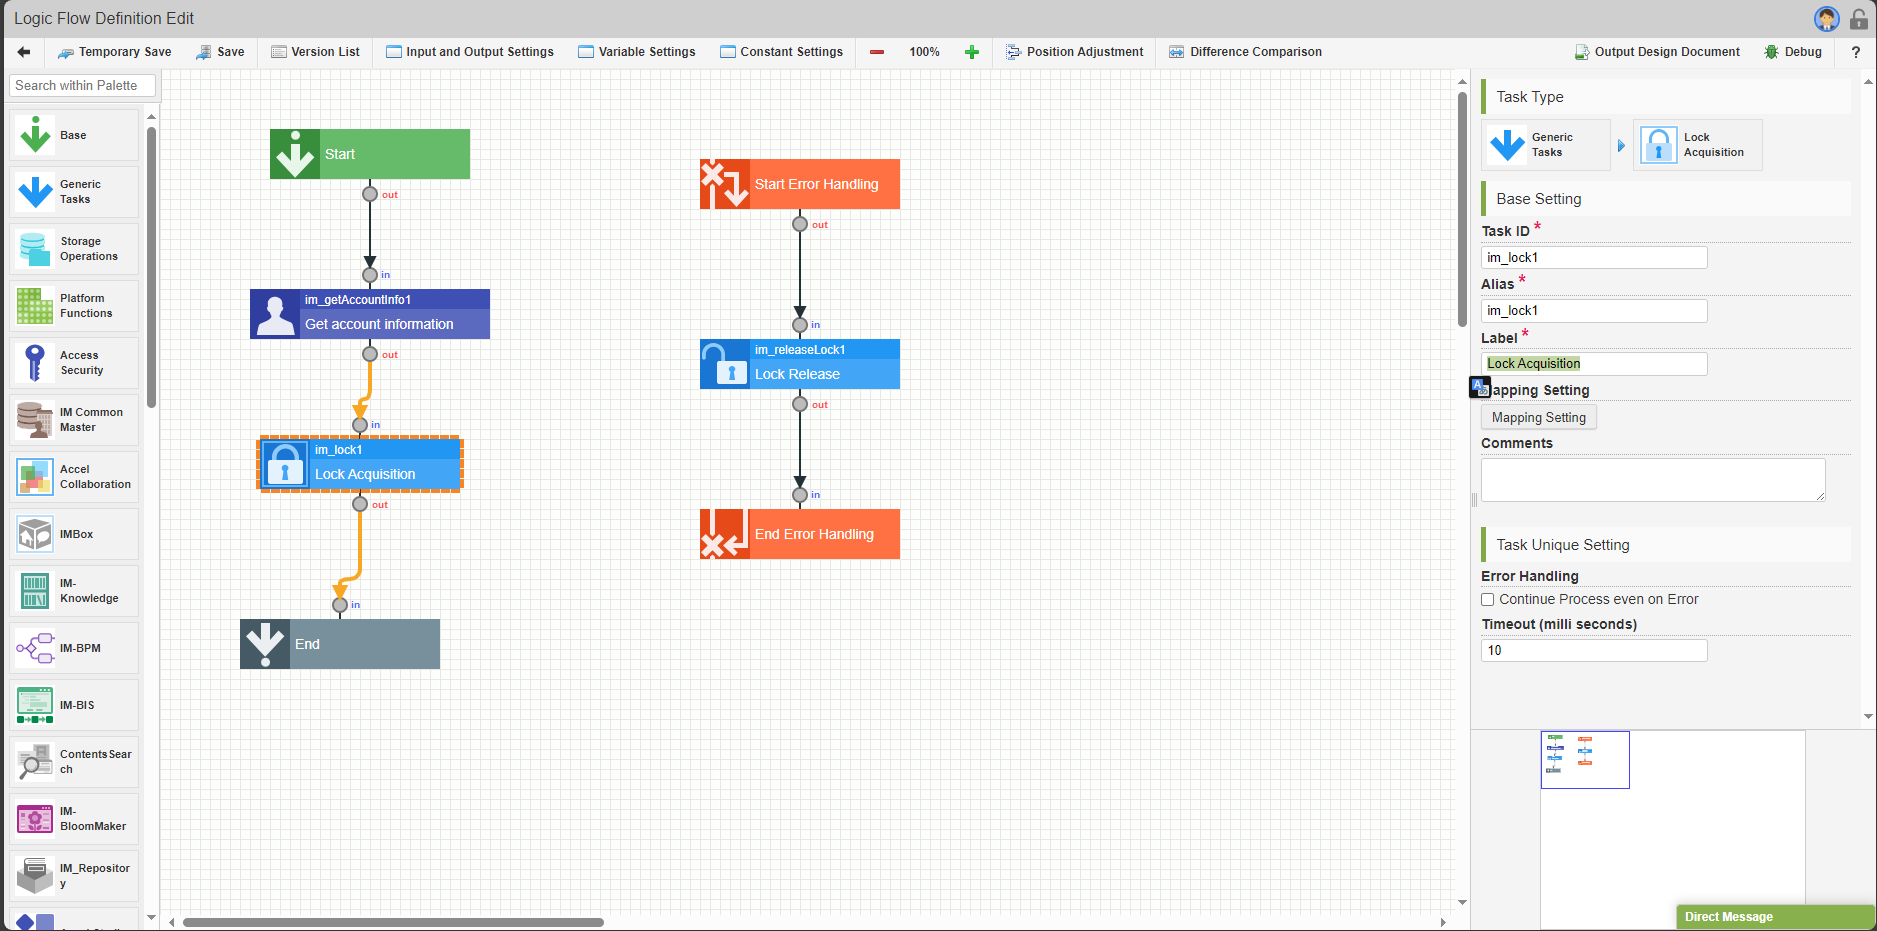 Logic Flow Definition Edit
Temporary Save
Save
Version List
Input and Output Settings
Variable Settings
Constant Settings
100%
Position Adjustment
Difference Comparison
Output Design Document
Debug
?
Search within Palette
Base
Generic
Tasks
Storage
Operations
Platform
Functions
Access
Security
IM Common
Master
Accel
Collaboration
IMBox
IM-
Knowledge
IM-BPM
IM-BIS
ContentsSear
ch
IM-
BloomMaker
IM_Repositor
y
Start
out
in
im_getAccountInfo1
Get account information
out
in
im_lock1
Lock Acquisition
out
in
End
Start Error Handling
out
in
im_releaseLock1
Lock Release
out
in
End Error Handling
Task Type
Generic
Tasks
Lock
Acquisition
Base Setting
Task ID *
im_lock1
Alias *
im_lock1
Label *
Lock Acquisition
apping Setting
Mapping Setting
Comments
Task Unique Setting
Error Handling
Continue Process even on Error
Timeout (milli seconds)
10
Direct Message